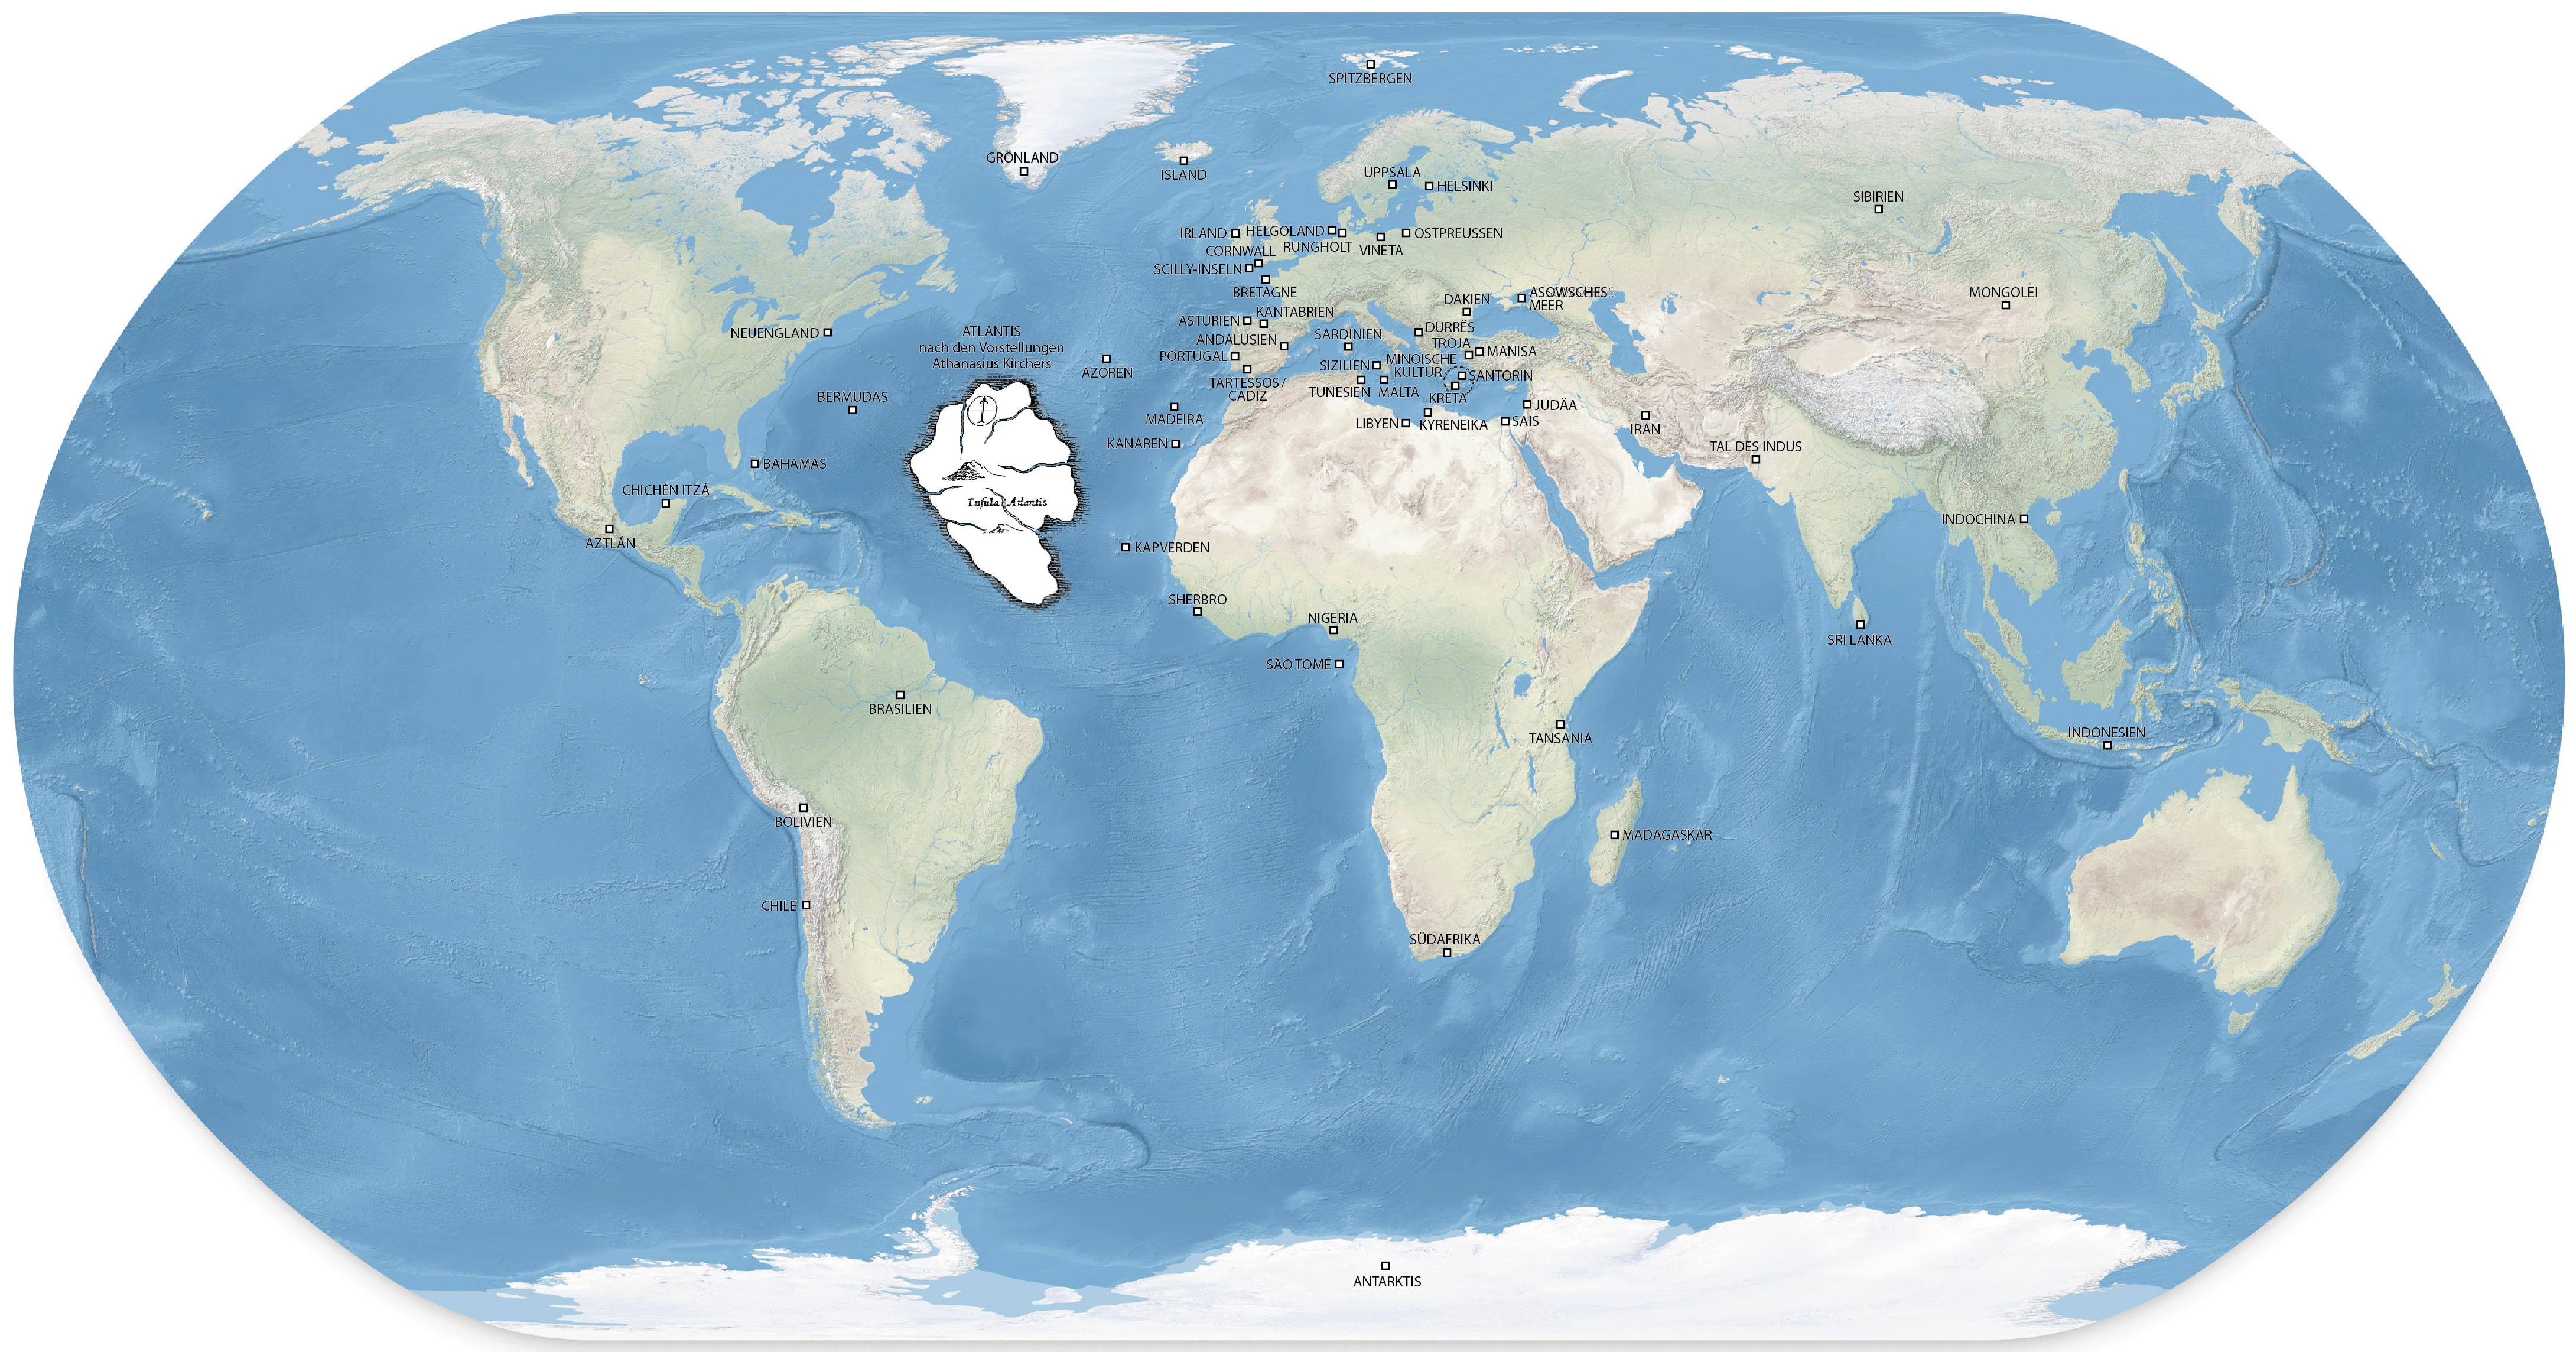 SPITZBERGEN
GRÖNLAND
ISLAND
UPPSALA
HELSINKI
SIBIRIEN
IRLAND
HELGOLAND
RUNGHOLT
VINETA
OSTPREUSSEN
CORNWALL
SCILLY-INSELN
BRETAGNE
ASOWSCHES
MEER
DAKIEN
MONGOLEI
KANTABRIEN
ASTURIEN
NEUENGLAND
ATLANTIS
nach den Vorstellungen
Athanasius Kirchers
ANDALUSIEN
SARDINIEN
DURRËS
TROJA
MANISA
PORTUGAL
AZOREN
SIZILIEN
MINOISCHE
KULTUR
SANTORIN
TARTESSOS/
CADIZ
TUNESIEN
MALTA
KRETA
BERMUDAS
MADEIRA
JUDÄA
LIBYEN
KYRENEIKA
SAIS
IRAN
KANAREN
TAL DES INDUS
BAHAMAS
CHICHÉN ITZÁ
Insula Atlantis
INDOCHINA
AZTLÁN
KAPVERDEN
SHERBRO
NIGERIA
SRI LANKA
SÃO TOMÉ
BRASILIEN
TANSANIA
INDONESIEN
BOLIVIEN
MADAGASKAR
CHILE
SÜDAFRIKA
ANTARKTIS